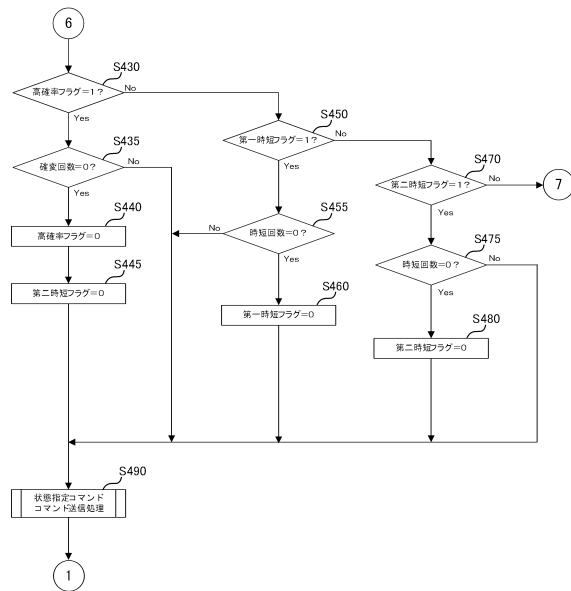 6
S430
高確率フラグ=1?
No
Yes
S450
第一時短フラグ=1?
No
Yes
S435
確変回数=0?
No
Yes
S470
第二時短フラグ=1?
No
Yes
7
S440
高確率フラグ=0
S455
時短回数=0?
No
Yes
S475
時短回数=0?
No
Yes
S445
第二時短フラグ=0
S460
第一時短フラグ=0
S480
第二時短フラグ=0
S490
状態指定コマンド
コマンド送信処理
1